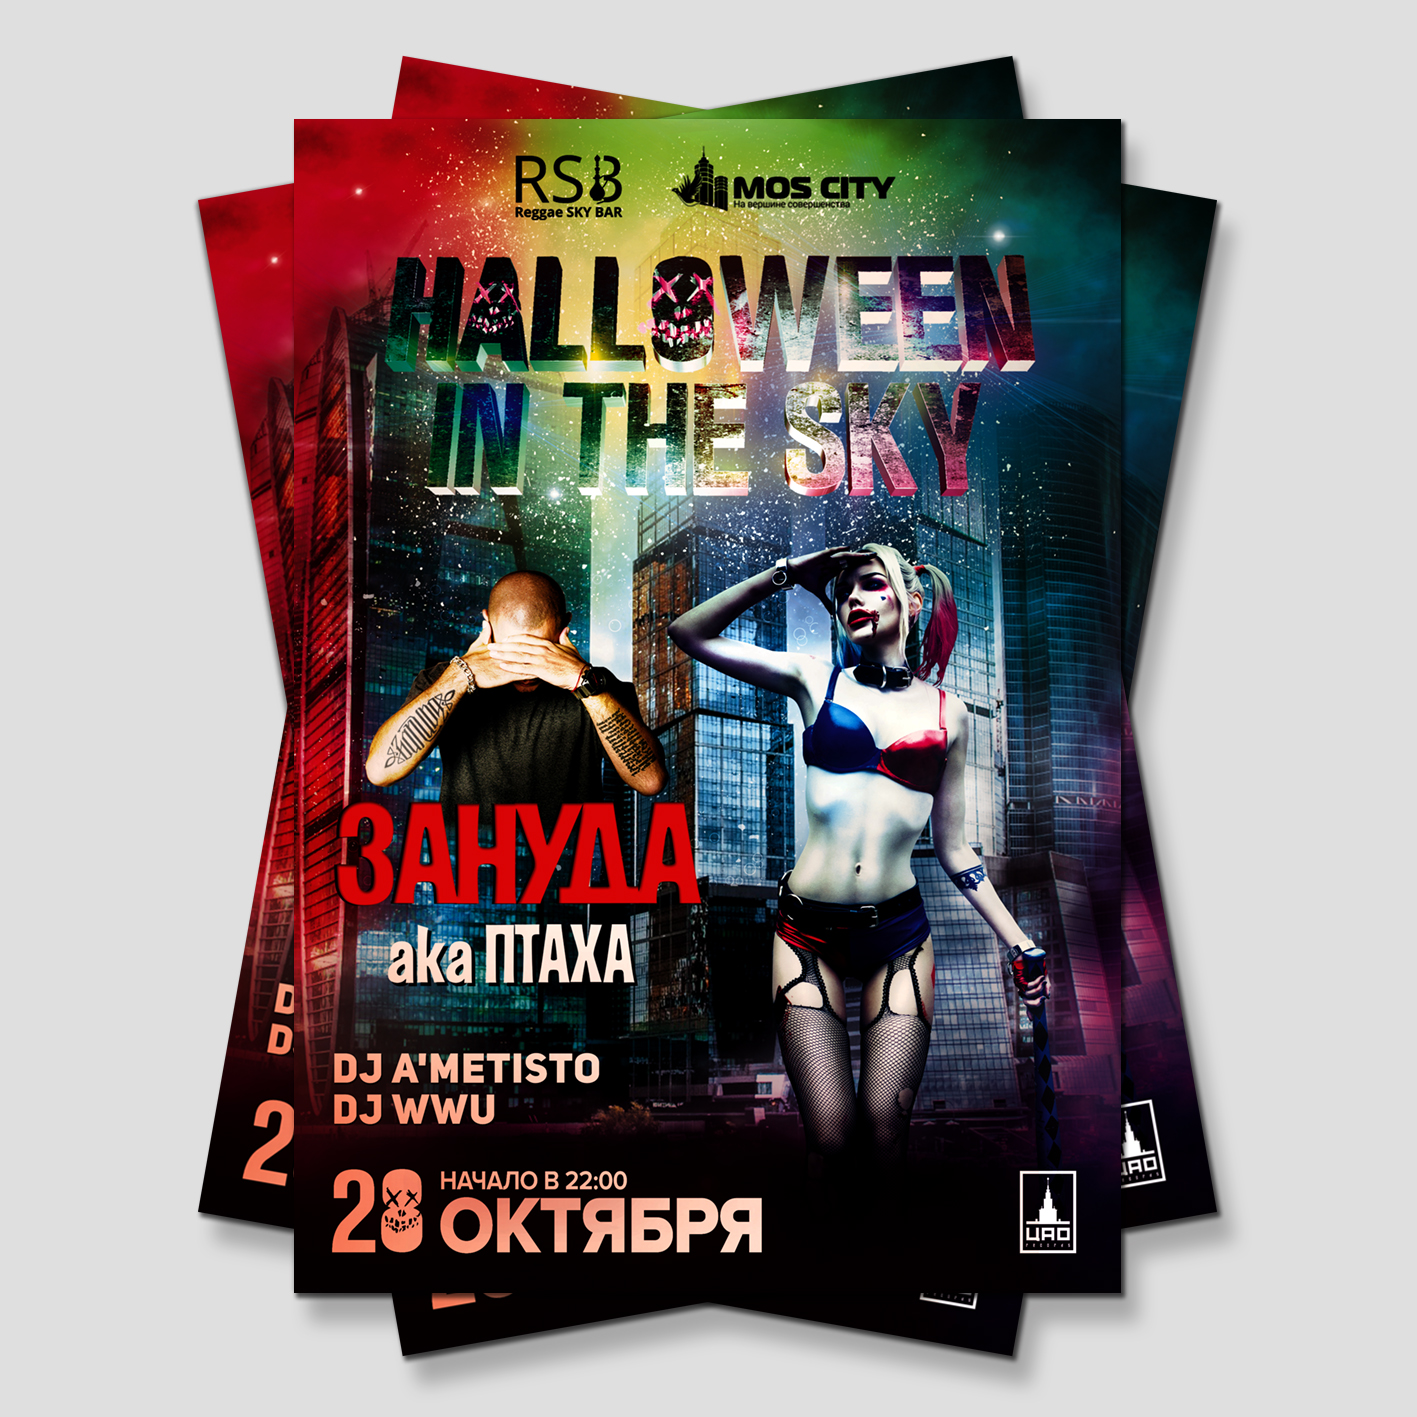 RSB
Reggae SKY BAR
MOS CITY
На вершине совершенства
HALLOWEEN
IN THE SKY
ЗАНУДА
aka ПТАХА
DJ A'METISTO
DJ WWU
28
НАЧАЛО В 22:00
ОКТЯБРЯ
ЦАО